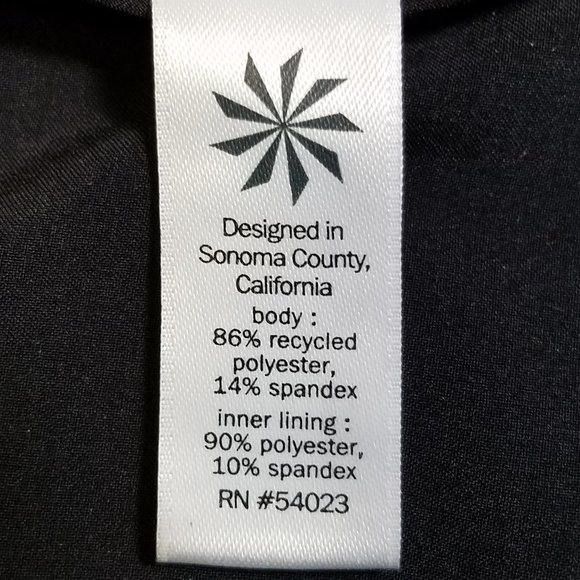 Designed in
Sonoma County,
California
body :
86% recycled
polyester,
14% spandex
inner lining :
90% polyester,
10% spandex
RN #54023